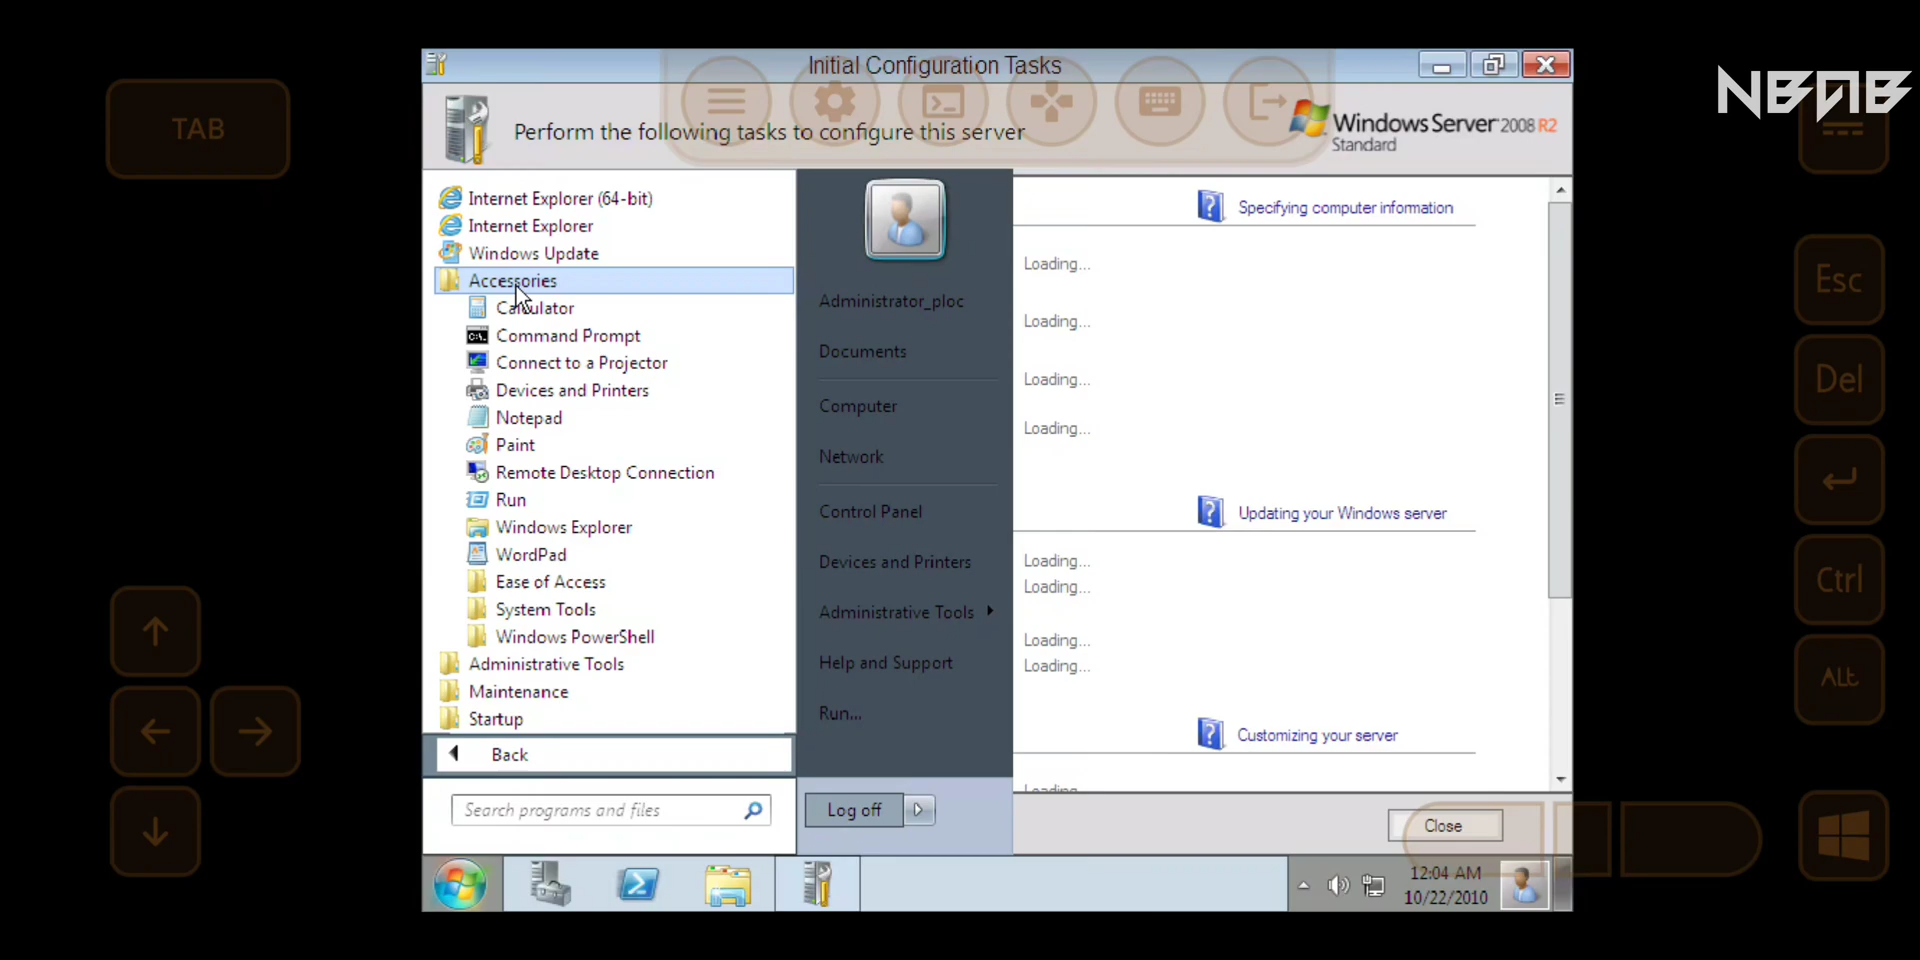 Initial Configuration Tasks
NBAB
TAB
Perform the following tasks to configure this server
Windows Server 2008 R2
Standard
Internet Explorer (64-bit)
Internet Explorer
Windows Update
Accessories
Calculator
Command Prompt
Connect to a Projector
Devices and Printers
Notepad
Paint
Remote Desktop Connection
Run
Windows Explorer
WordPad
Ease of Access
System Tools
Windows PowerShell
Administrative Tools
Maintenance
Startup
Back
Search programs and files
Administrator_ploc
Documents
Computer
Network
Control Panel
Devices and Printers
Administrative Tools
Help and Support
Run...
Log off
Specifying computer information
Loading...
Loading...
Loading...
Loading...
Updating your Windows server
Loading...
Loading...
Loading...
Loading...
Customizing your server
Loading...
Close
12:04 AM
10/22/2010
Esc
Del
Ctrl
ALt